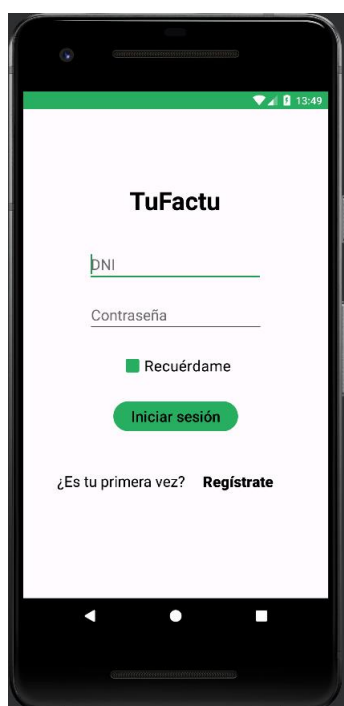 13:49
TuFactu
DNI
Contraseña
Recuérdame
Iniciar sesión
¿Es tu primera vez? Regístrate